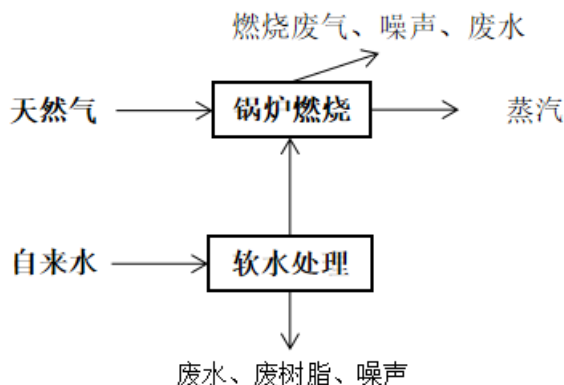 燃烧废气、噪声、废水
天然气
锅炉燃烧
蒸汽
自来水
软水处理
废水、废树脂、噪声